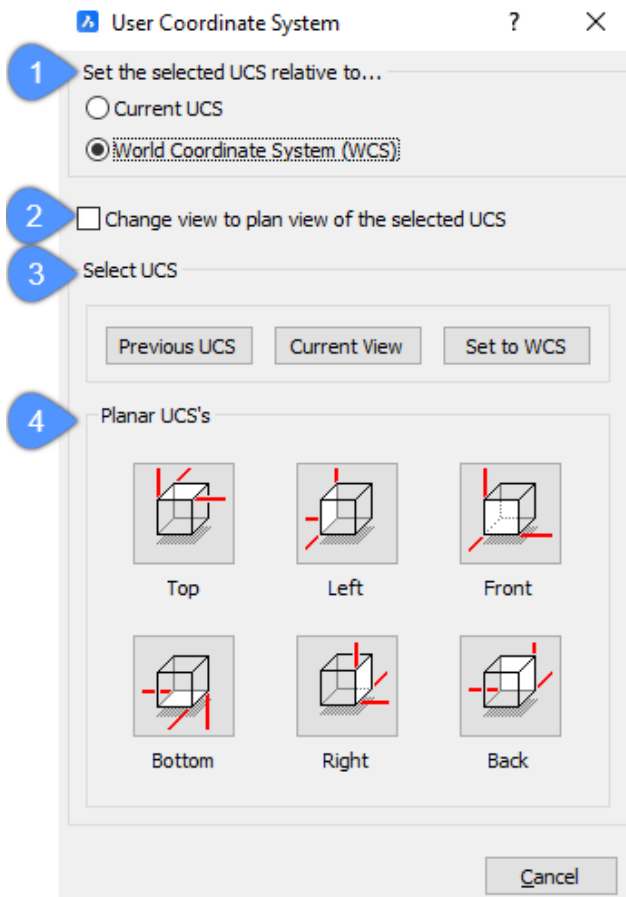 User Coordinate System ?
1 Set the selected UCS relative to...
Current UCS
World Coordinate System (WCS)
2 Change view to plan view of the selected UCS
3 Select UCS
Previous UCS Current View Set to WCS
4 Planar UCS's
Top Left Front
Bottom Right Back
Cancel